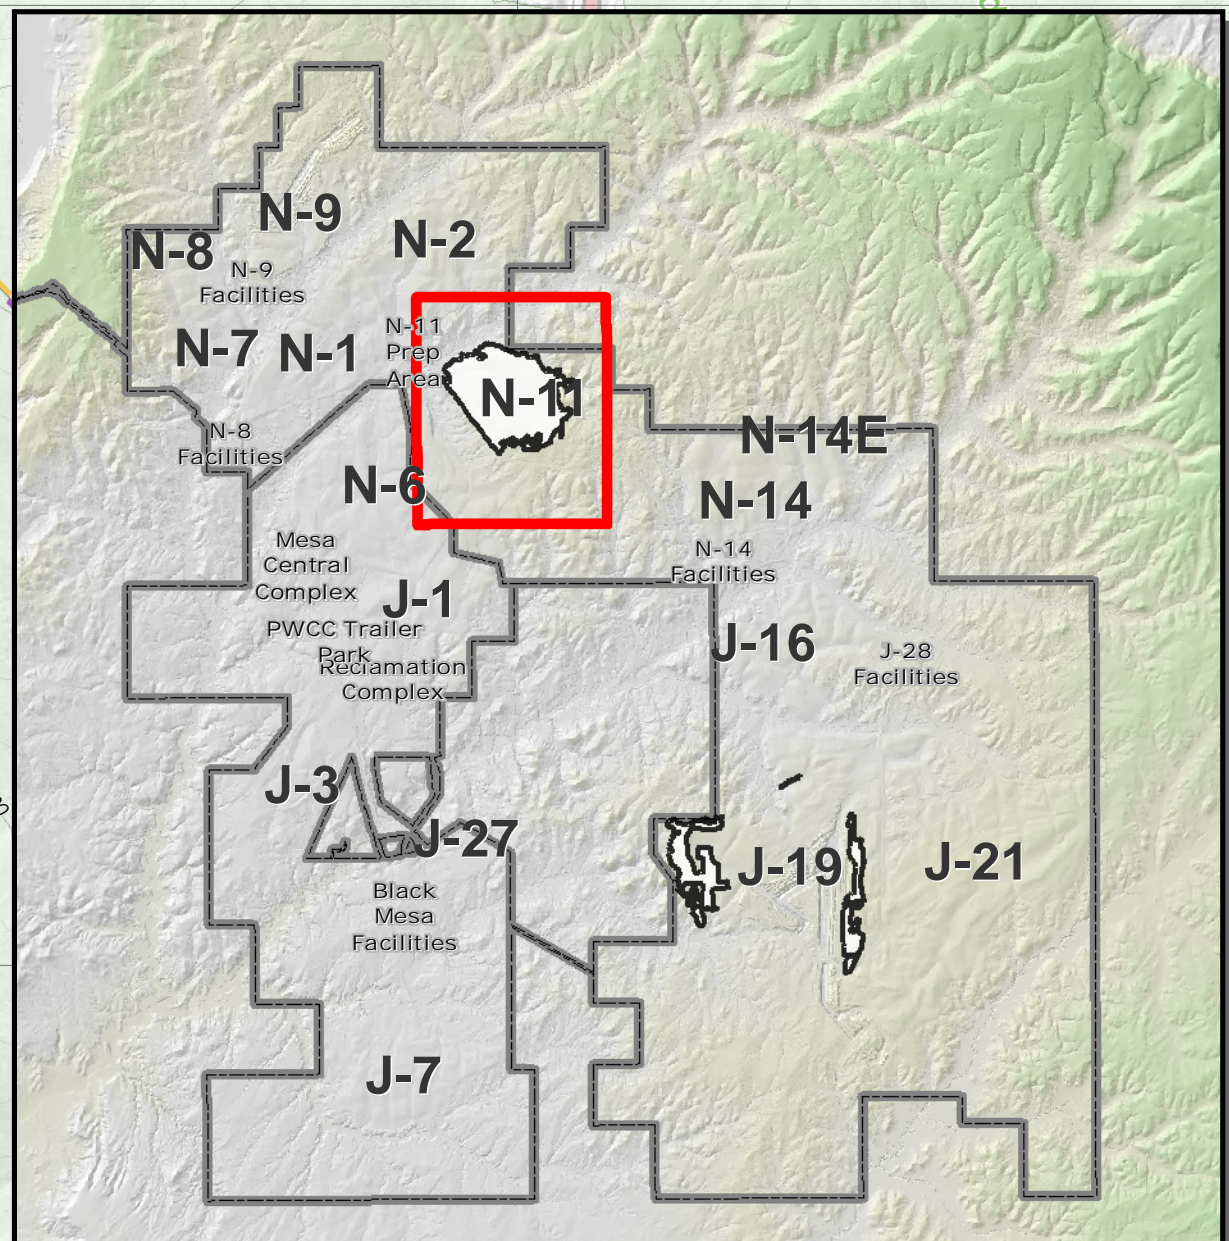 N-9
N-2
N-8
N-9
Facilities
N-11
Prep
Area
N-7
N-1
N-11
N-8
Facilities
N-14E
N-6
N-14
Mesa
Central
Complex
N-14
Facilities
J-1
PWCC Trailer
Park
Reclamation
Complex
J-16
J-28
Facilities
J-3
J-27
J-19
J-21
Black
Mesa
Facilities
J-7